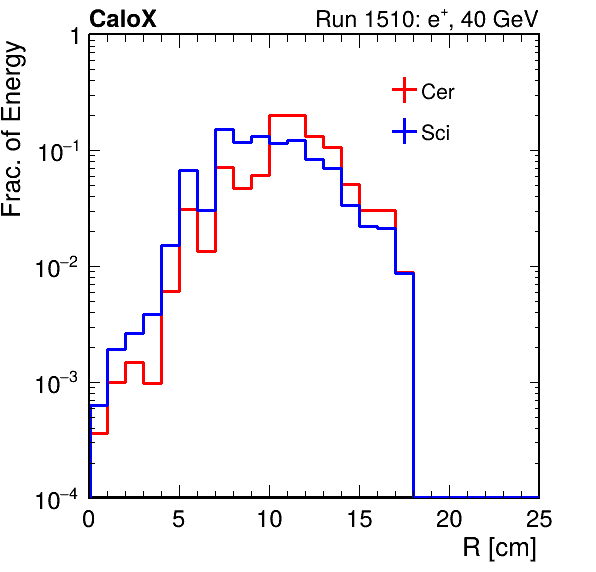 CaloX Run 1510: e⁺, 40 GeV
Frac. of Energy
1
10⁻¹
10⁻²
10⁻³
10⁻⁴
Cer
Sci
0 5 10 15 20 25
R [cm]